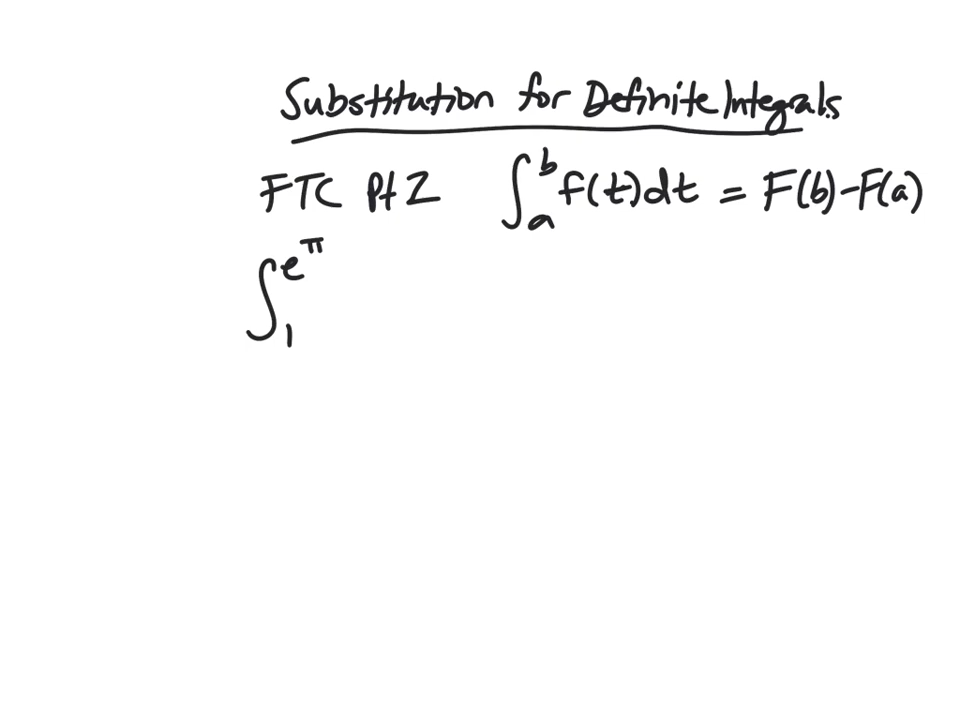 Substitution for Definite Integrals
FTC Pt 2 ∫_a^b f(t)dt = F(b)-F(a)
∫_1^{e^π}